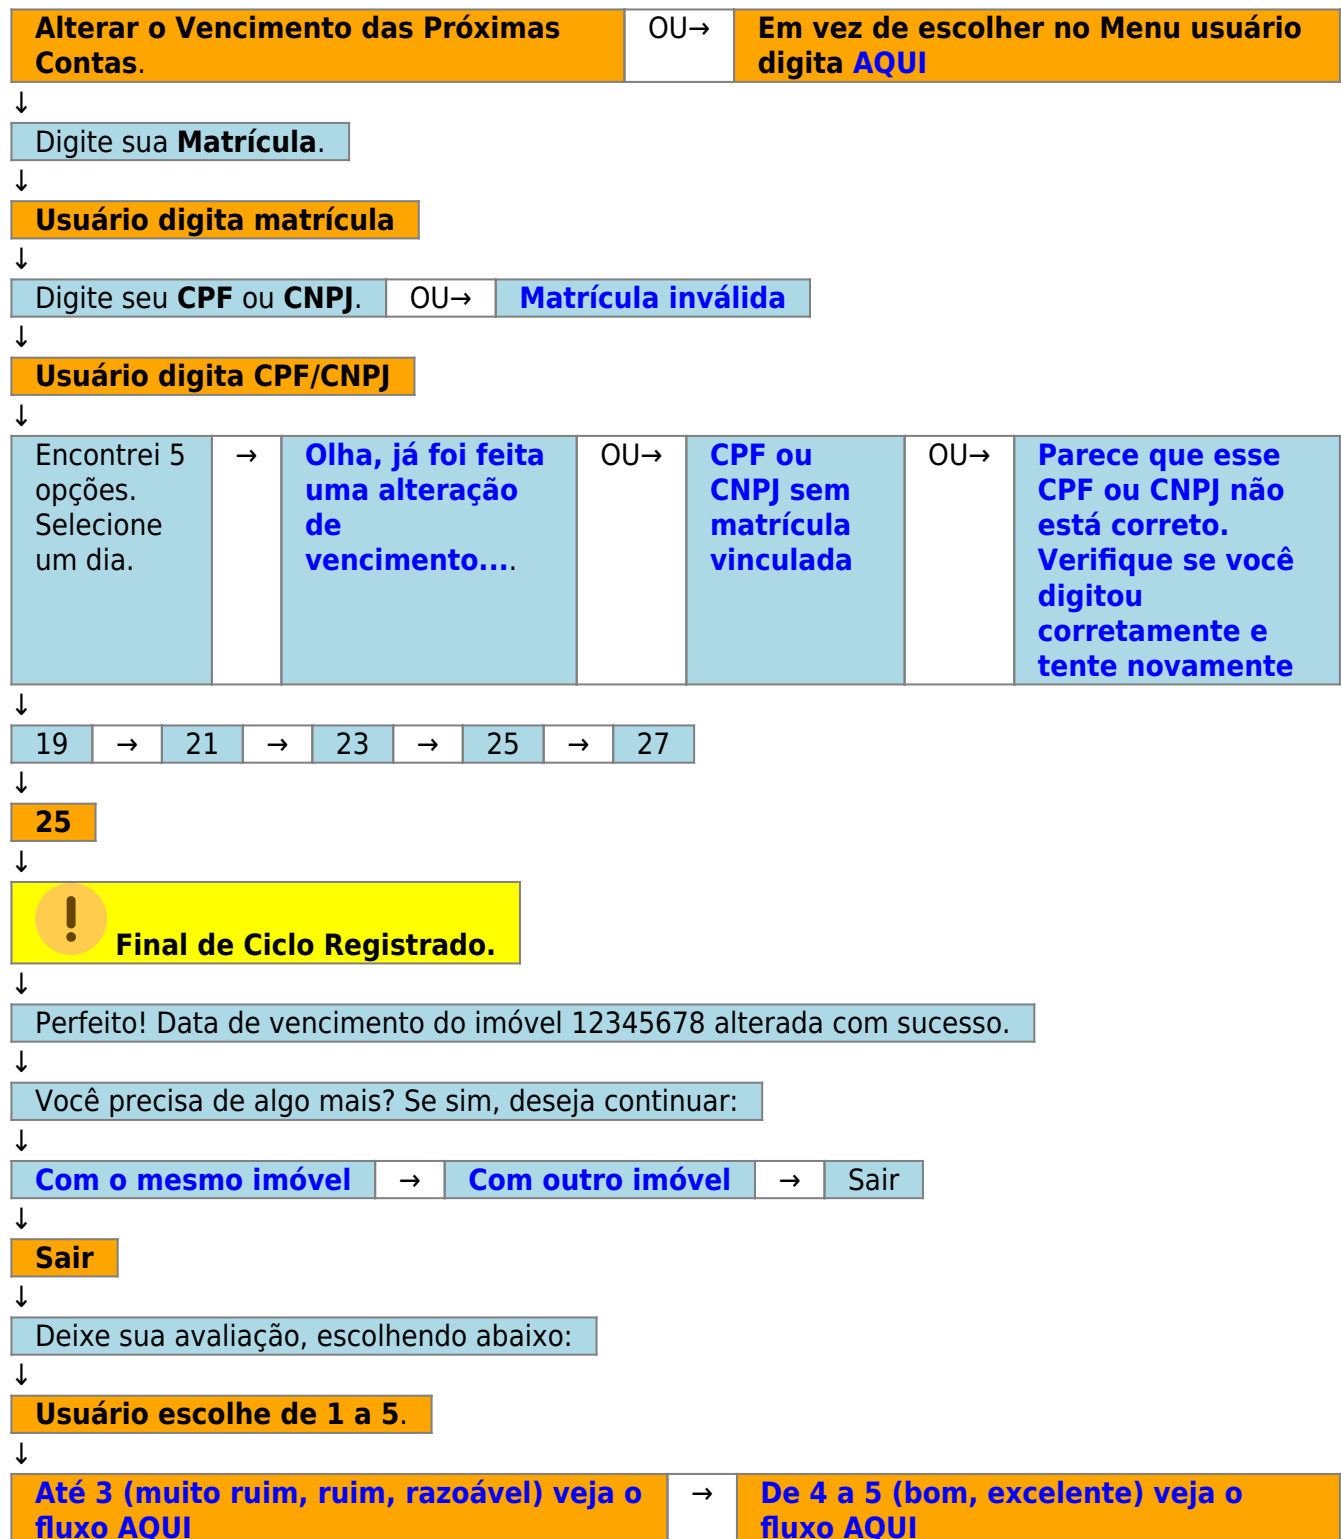 Alterar o Vencimento das Próximas Contas. OU→ Em vez de escolher no Menu usuário digita AQUI
↓
Digite sua Matrícula.
↓
Usuário digita matrícula
↓
Digite seu CPF ou CNPJ. OU→ Matrícula inválida
↓
Usuário digita CPF/CNPJ
↓
Encontrei 5
opções.
Selecione
um dia.
→
Olha, já foi feita
uma alteração
de
vencimento....
OU→
CPF ou
CNPJ sem
matrícula
vinculada
OU→
Parece que esse
CPF ou CNPJ não
está correto.
Verifique se você
digitou
corretamente e
tente novamente
↓
19 → 21 → 23 → 25 → 27
↓
25
↓
Final de Ciclo Registrado.
↓
Perfeito! Data de vencimento do imóvel 12345678 alterada com sucesso.
↓
Você precisa de algo mais? Se sim, deseja continuar:
↓
Com o mesmo imóvel → Com outro imóvel → Sair
↓
Sair
↓
Deixe sua avaliação, escolhendo abaixo:
↓
Usuário escolhe de 1 a 5.
↓
Até 3 (muito ruim, ruim, razoável) veja o
fluxo AQUI
→
De 4 a 5 (bom, excelente) veja o
fluxo AQUI